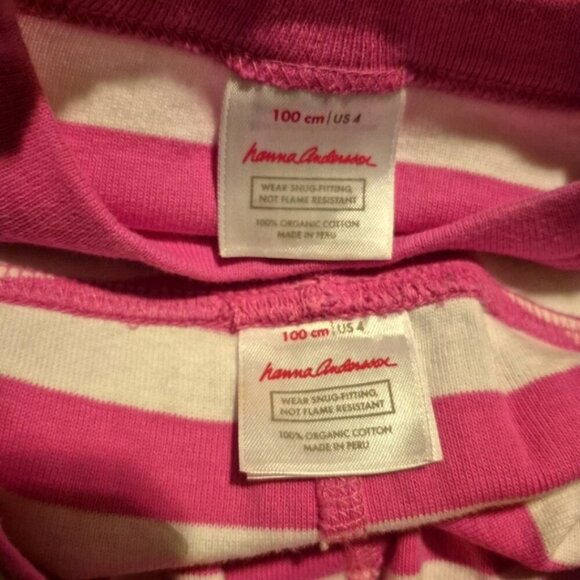 100 cm | US 4
hanna Andersson
WEAR SNUG-FITTING,
NOT FLAME RESISTANT
100% ORGANIC COTTON
MADE IN PERU
100 cm | US 4
hanna Andersson
WEAR SNUG-FITTING,
NOT FLAME RESISTANT
100% ORGANIC COTTON
MADE IN PERU